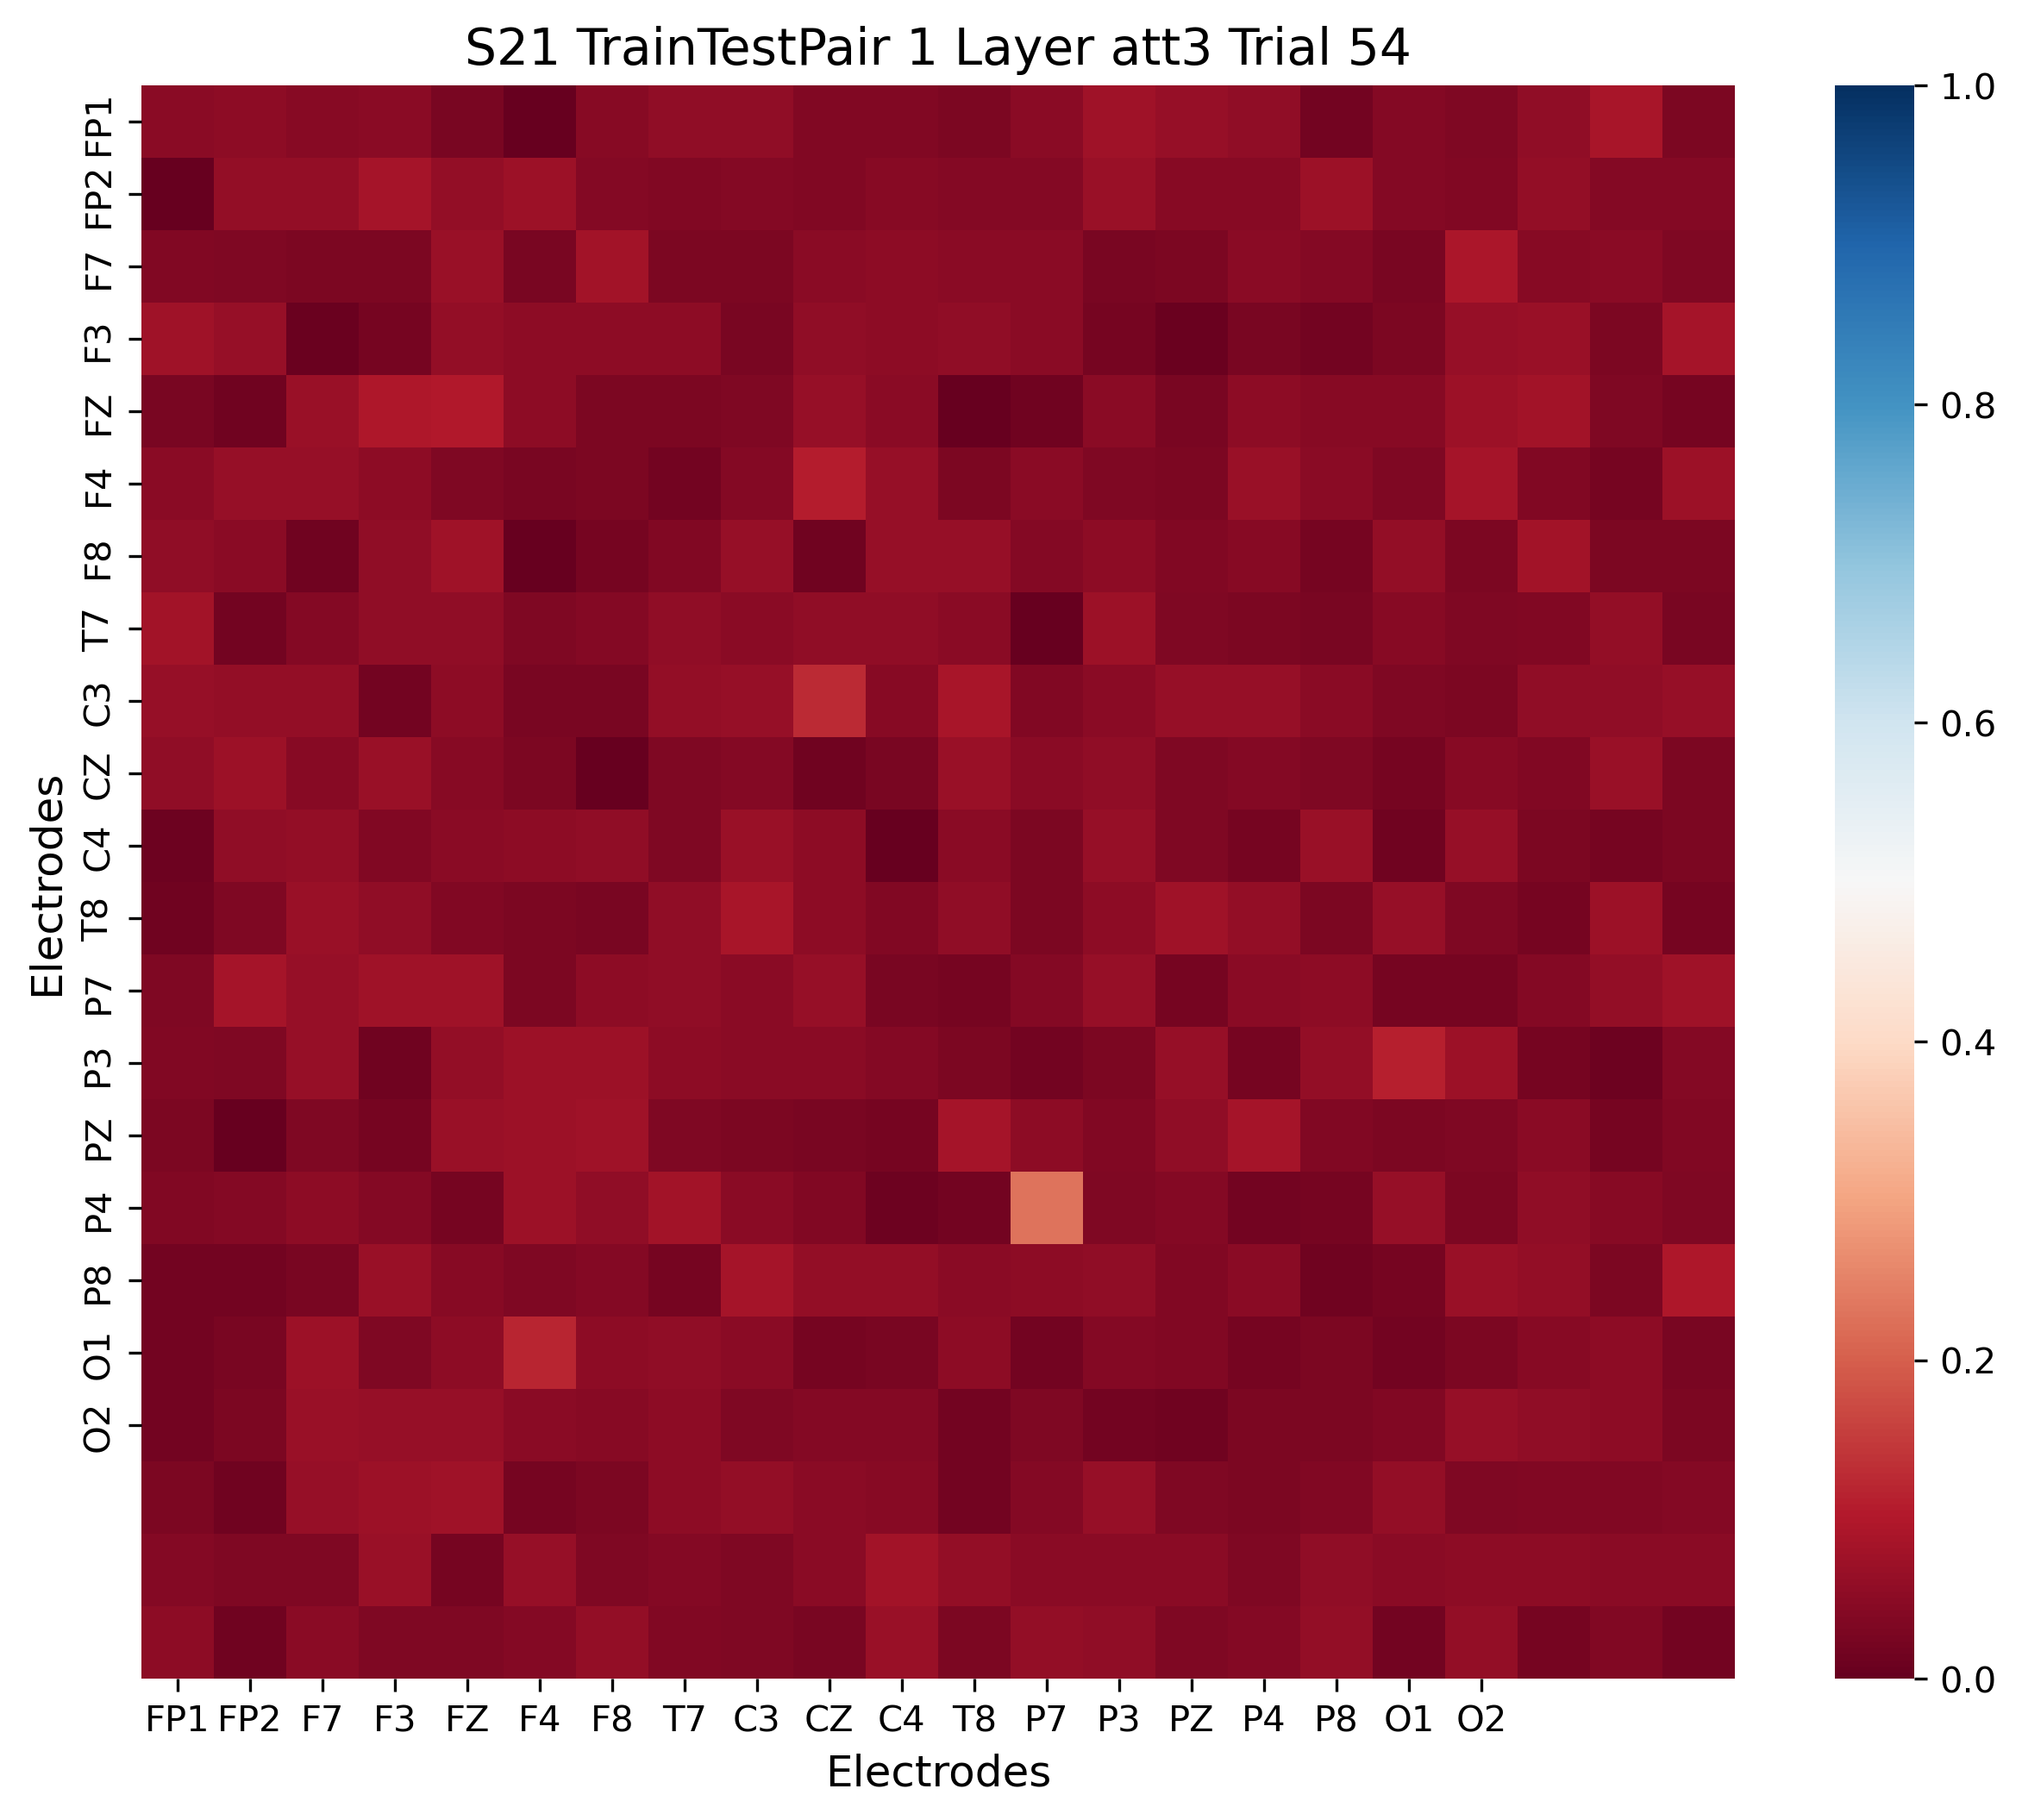 S21 TrainTestPair 1 Layer att3 Trial 54
Electrodes
FP1
FP2
F7
F3
FZ
F4
F8
T7
C3
CZ
C4
T8
P7
P3
PZ
P4
P8
O1
O2
FP1 FP2 F7 F3 FZ F4 F8 T7 C3 CZ C4 T8 P7 P3 PZ P4 P8 O1 O2
Electrodes
1.0
0.8
0.6
0.4
0.2
0.0